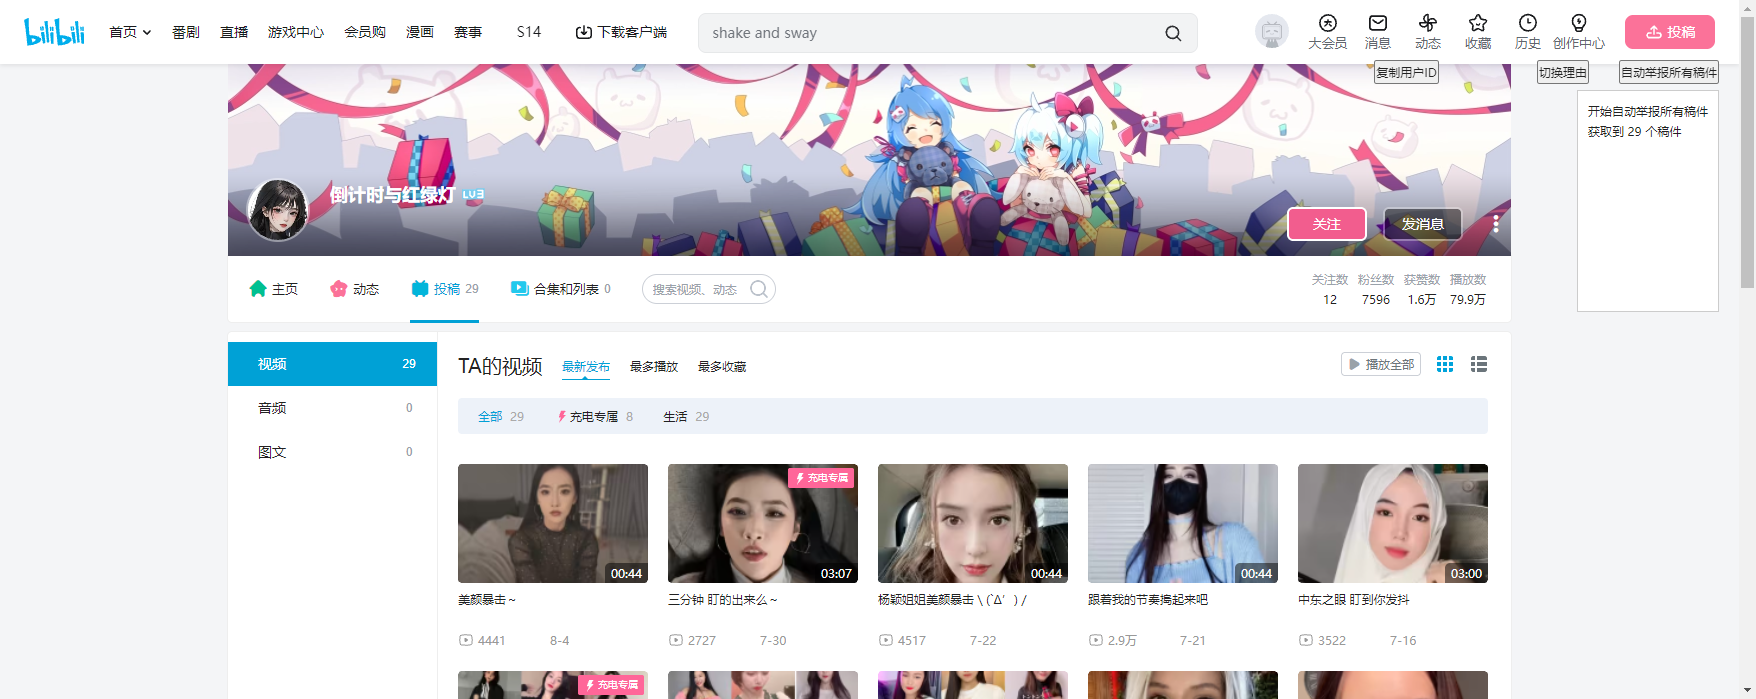 bilibili
首页
番剧
直播
游戏中心
会员购
漫画
赛事
S14
下载客户端
shake and sway
大会员
消息
动态
收藏
历史
创作中心
投稿
复制用户ID
切换理由
自动举报所有稿件
开始自动举报所有稿件
获取到 29 个稿件
倒计时与红绿灯 LV3
关注
发消息
主页
动态
投稿 29
合集和列表 0
搜索视频、动态
关注数 粉丝数 获赞数 播放数
12 7596 1.6万 79.9万
视频 29
音频 0
图文 0
TA的视频
最新发布
最多播放
最多收藏
播放全部
全部 29
充电专属 8
生活 29
00:44
充电专属
03:07
00:44
00:44
03:00
美颜暴击～
三分钟 盯的出来么～
杨颖姐姐美颜暴击 \ (`Δ′ ) /
跟着我的节奏搗起来吧
中东之眼 盯到你发抖
4441 8-4
2727 7-30
4517 7-22
2.9万 7-21
3522 7-16
充电专属